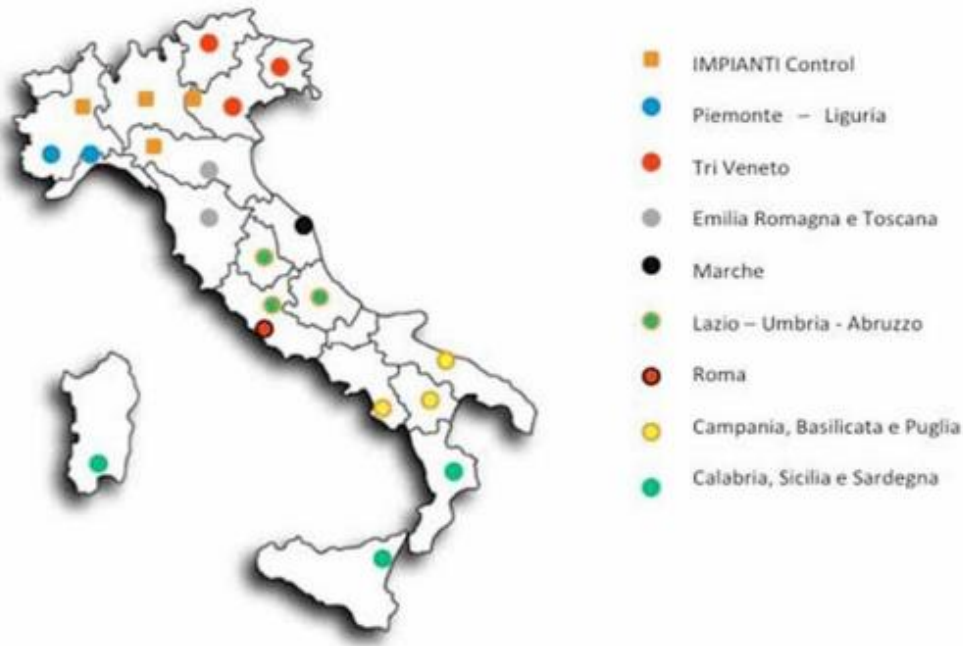 IMPIANTI Control
Piemonte – Liguria
Tri Veneto
Emilia Romagna e Toscana
Marche
Lazio – Umbria - Abruzzo
Roma
Campania, Basilicata e Puglia
Calabria, Sicilia e Sardegna